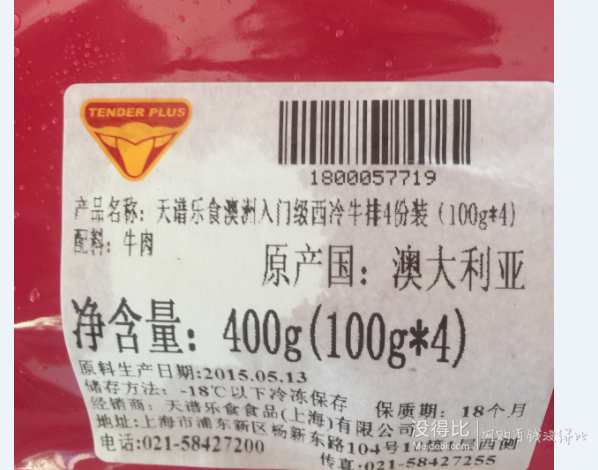 TENDER PLUS
1800057719
产品名称：天谱乐食澳洲入门级西冷牛排4份装（100g*4）
配料：牛肉
原产国：澳大利亚
净含量：400g(100g*4)
原料生产日期:2015.05.13
储存方法：-18℃以下冷冻保存
保质期：18个月
经销商：天谱乐食食品(上海)有限公司
地址:上海市浦东新区杨新东路104号1 西侧
电话:021-58427200
传真:021-58427255
没得比